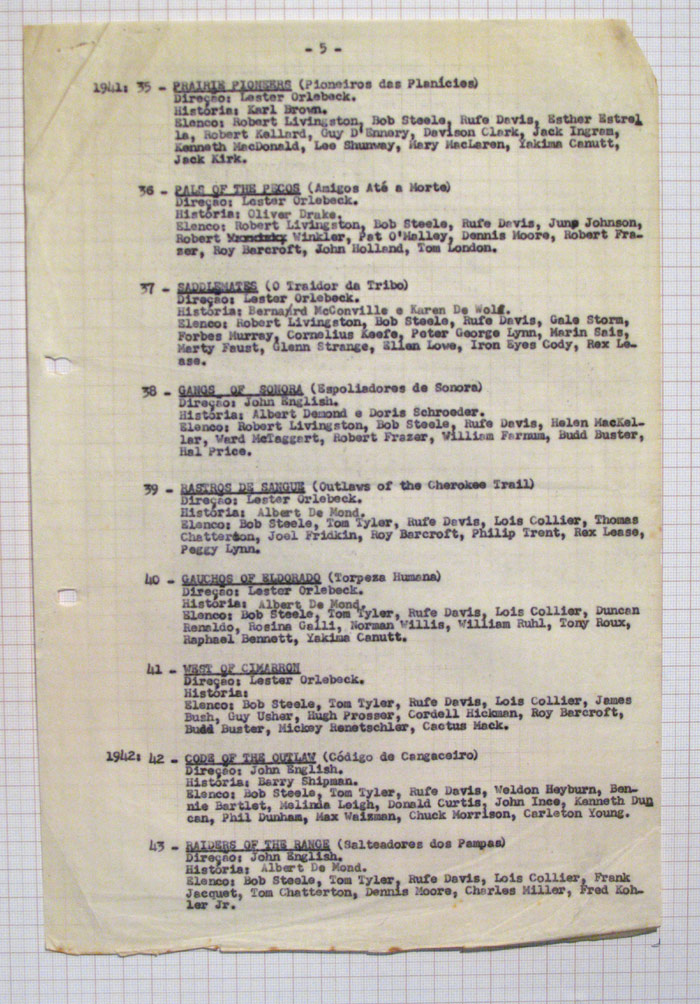 - 5 -
1941: 35 - PRAIRIE PIONEERS (Pioneiros das Planícies)
Direção: Lester Orlebeck.
História: Karl Brown.
Elenco: Robert Livingston, Bob Steele, Rufe Davis, Esther Estrel
la, Robert Kellard, Guy D'Ennery, Davison Clark, Jack Ingram,
Kenneth MacDonald, Lee Shumway, Mary MacLaren, Yakima Canutt,
Jack Kirk.
36 - PALS OF THE PECOS (Amigos Até a Morte)
Direção: Lester Orlebeck.
História: Oliver Drake.
Elenco: Robert Livingston, Bob Steele, Rufe Davis, June Johnson,
Robert Winkler, Pat O'Malley, Dennis Moore, Robert Fra-
zer, Roy Barcroft, John Holland, Tom London.
37 - SADDLEMATES (O Traidor da Tribo)
Direção: Lester Orlebeck.
História: Bernard McConville e Karen De Wolf.
Elenco: Robert Livingston, Bob Steele, Rufe Davis, Gale Storm,
Forbes Murray, Cornelius Keefe, Peter George Lynn, Marin Sais,
Marty Faust, Glenn Strange, Ellen Lowe, Iron Eyes Cody, Rex Le-
ase.
38 - GANGS OF SONORA (Espoliadores de Sonora)
Direção: John English.
História: Albert Demond e Doris Schroeder.
Elenco: Robert Livingston, Bob Steele, Rufe Davis, Helen MacKel-
lar, Ward McTaggart, Robert Frazer, William Farnum, Budd Buster,
Hal Price.
39 - RASTROS DE SANGUE (Outlaws of the Cherokee Trail)
Direção: Lester Orlebeck.
História: Albert De Mond.
Elenco: Bob Steele, Tom Tyler, Rufe Davis, Lois Collier, Thomas
Chatterton, Joel Fridkin, Roy Barcroft, Philip Trent, Rex Lease,
Peggy Lynn.
40 - GAUCHOS OF ELDORADO (Torpeza Humana)
Direção: Lester Orlebeck.
História: Albert De Mond.
Elenco: Bob Steele, Tom Tyler, Rufe Davis, Lois Collier, Duncan
Renaldo, Rosina Galli, Norman Willis, William Ruhl, Tony Roux,
Raphael Bennett, Yakima Canutt.
41 - WEST OF CIMARRON
Direção: Lester Orlebeck.
História:
Elenco: Bob Steele, Tom Tyler, Rufe Davis, Lois Collier, James
Bush, Guy Usher, Hugh Prosser, Cordell Hickman, Roy Barcroft,
Budd Buster, Mickey Renetschler, Cactus Mack.
1942: 42 - CODE OF THE OUTLAW (Código de Cangaceiro)
Direção: John English.
História: Barry Shipman.
Elenco: Bob Steele, Tom Tyler, Rufe Davis, Weldon Heyburn, Ben-
nie Bartlet, Melinda Leigh, Donald Curtis, John Ince, Kenneth Dun
can, Phil Dunham, Max Waizman, Chuck Morrison, Carleton Young.
43 - RAIDERS OF THE RANGE (Salteadores dos Pampas)
Direção: John English.
História: Albert De Mond.
Elenco: Bob Steele, Tom Tyler, Rufe Davis, Lois Collier, Frank
Jacquet, Tom Chatterton, Dennis Moore, Charles Miller, Fred Koh-
ler Jr.